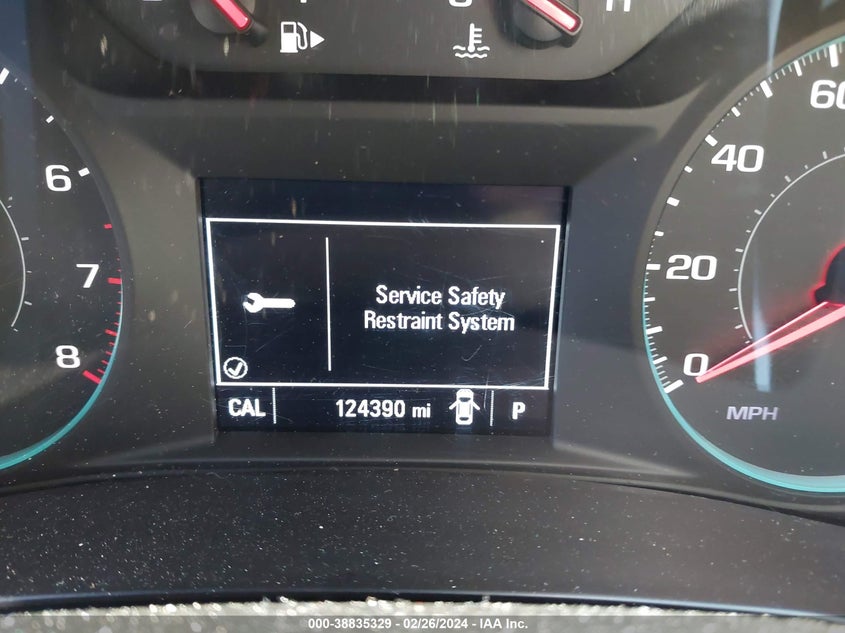 H
60
6
40
7
20
8
0
Service Safety
Restraint System
CAL 124390 mi P
MPH
000-38835329 - 02/26/2024 - IAA Inc.